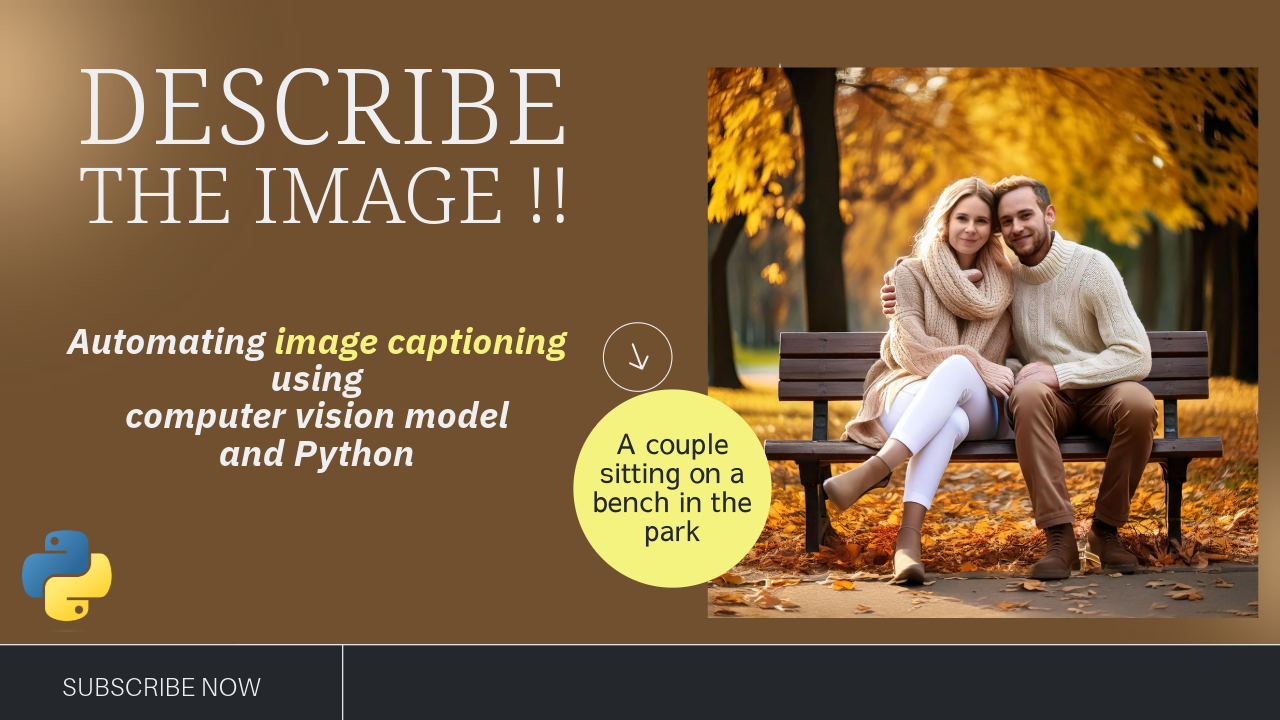 DESCRIBE
THE IMAGE !!
Automating image captioning
using
computer vision model
and Python
A couple
sitting on a
bench in the
park
SUBSCRIBE NOW